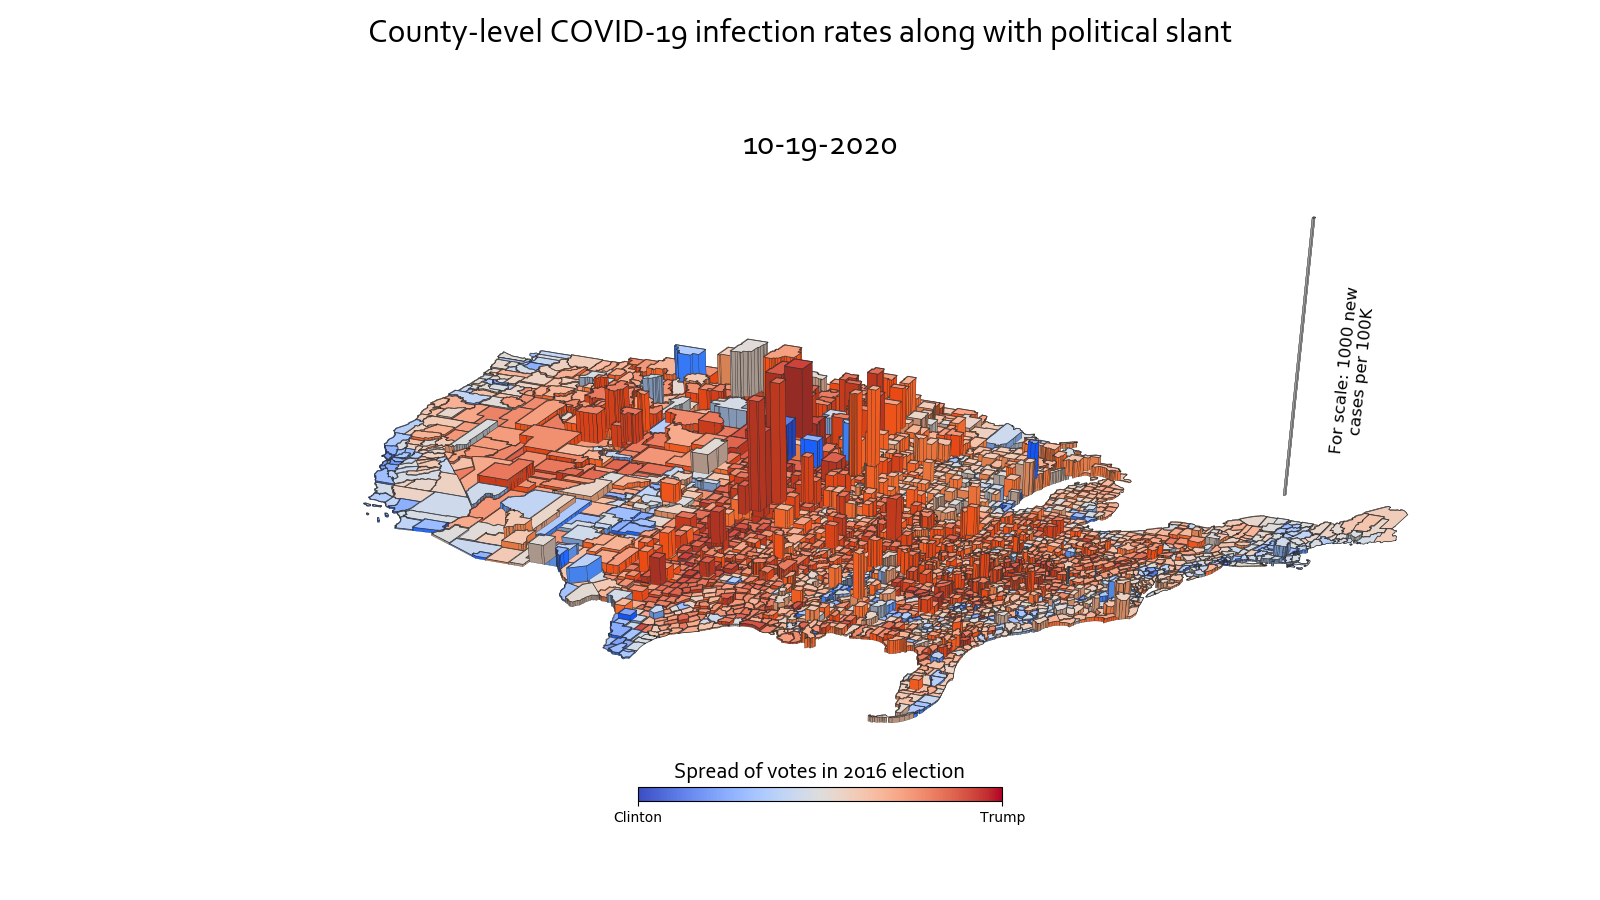 County-level COVID-19 infection rates along with political slant
10-19-2020
For scale: 1000 new
cases per 100K
Spread of votes in 2016 election
Clinton
Trump